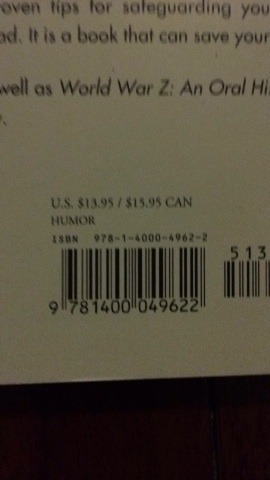 oven tips for safeguarding you
od. It is a book that can save your
well as World War Z: An Oral Hi
U.S. $13.95 / $15.95 CAN
HUMOR
ISBN 978-1-4000-4962-2
513
9 781400 049622